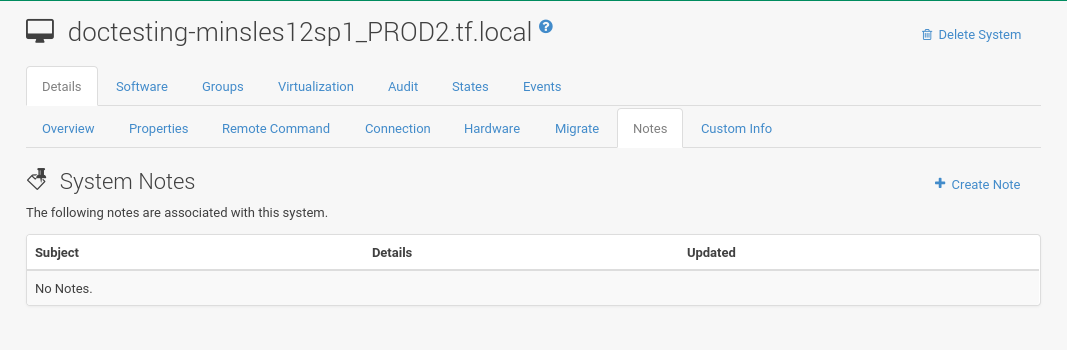 doctesting-minsles12sp1_PROD2.tf.local ?
Delete System
Details Software Groups Virtualization Audit States Events
Overview Properties Remote Command Connection Hardware Migrate Notes Custom Info
System Notes
Create Note
The following notes are associated with this system.
Subject Details Updated
No Notes.